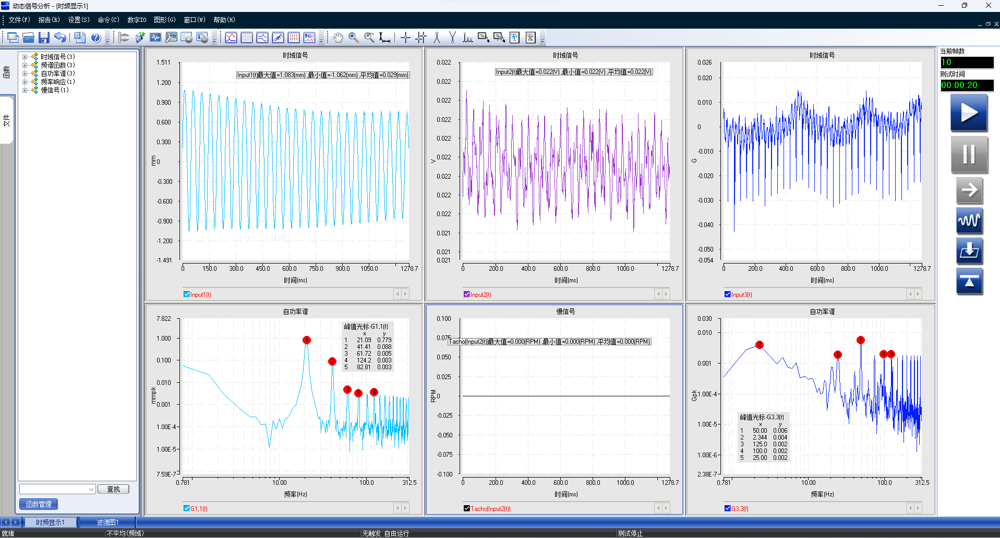 动态信号分析 - [时频显示1]
文件(F) 报告(R) 设置(S) 命令(C) 数字IO 图形(G) 窗口(W) 帮助(H)
函数
文件
时域信号(3)
频谱函数(3)
自功率谱(3)
频率响应(1)
慢信号(1)
查找
函数管理
时域信号
Input1(t)最大值=1.083(mm) ,最小值=-1.062(mm) ,平均值=0.029(mm)
1.511
1.200
0.900
0.600
0.300
0
-0.300
-0.600
-0.900
-1.200
-1.491
mm
0 150.0 300.0 450.0 600.0 750.0 900.0 1050.0 1278.7
时间(ms)
Input1(t)
时域信号
Input2(t)最大值=0.022(V) ,最小值=0.022(V) ,平均值=0.022(V)
0.022
0.022
0.022
0.022
0.022
0.022
0.022
0.022
0.022
0.021
0.021
0.021
V
0 200.0 400.0 600.0 800.0 1000.0 1278.7
时间(ms)
Input2(t)
时域信号
0.026
0.020
0.010
0
-0.010
-0.020
-0.030
-0.040
-0.050
-0.054
G
0 200.0 400.0 600.0 800.0 1000.0 1278.7
时间(ms)
Input3(t)
自功率谱
7.822
1.000
0.100
0.010
0.001
1.00E-4
1.00E-5
7.59E-7
mmpk
峰值光标-G1,1(f)
x y
1 21.09 0.779
2 41.41 0.088
3 61.72 0.005
4 124.2 0.003
5 82.81 0.003
1
2
3
5
4
0.781 10.00 100.0 312.5
频率(Hz)
G1,1(f)
慢信号
Tacho(Input2(t))最大值=0.000(RPM) ,最小值=0.000(RPM) ,平均值=0.000(RPM)
0.100
0.075
0.050
0.025
0
-0.025
-0.050
-0.075
-0.100
RPM
0 200.0 400.0 600.0 800.0 1000.0 1278.7
时间(ms)
Tacho(Input2(t))
自功率谱
0.030
0.010
0.001
1.00E-4
1.00E-5
1.00E-6
2.38E-7
Gpk
2
5
1
4
3
峰值光标-G3,3(f)
x y
1 50.00 0.006
2 2.344 0.004
3 125.0 0.002
4 100.0 0.002
5 25.00 0.002
0.781 10.00 100.0 312.5
频率(Hz)
G3,3(f)
当前帧数
10
测试时间
00:00:20
时频显示1 波德图1
就绪 不平均(频域) 无触发 自由运行 测试停止